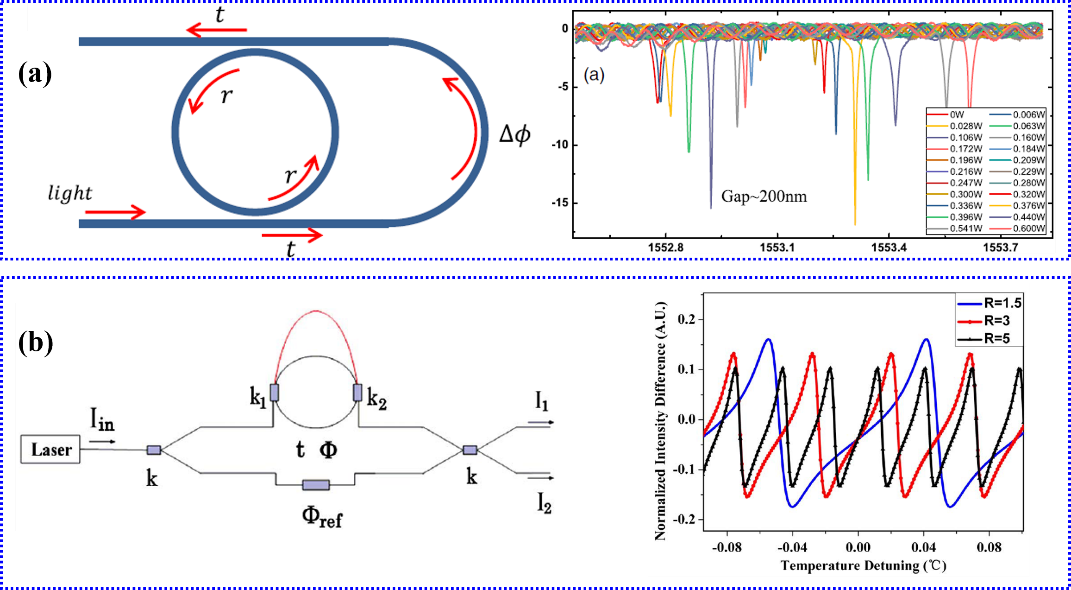 (a)
t
r
r
Δϕ
light
t
0
-5
-10
-15
(a)
Gap~200nm
0W 0.006W
0.028W 0.063W
0.106W 0.160W
0.172W 0.184W
0.196W 0.209W
0.216W 0.229W
0.247W 0.280W
0.300W 0.320W
0.336W 0.376W
0.396W 0.440W
0.541W 0.600W
1552.8 1553.1 1553.4 1553.7
(b)
Laser
Iin
k
k1
k2
t Φ
Φref
k
I1
I2
Normalized Intensity Difference (A.U.)
0.2
0.1
0.0
-0.1
-0.2
R=1.5
R=3
R=5
-0.08 -0.04 0.00 0.04 0.08
Temperature Detuning (℃)